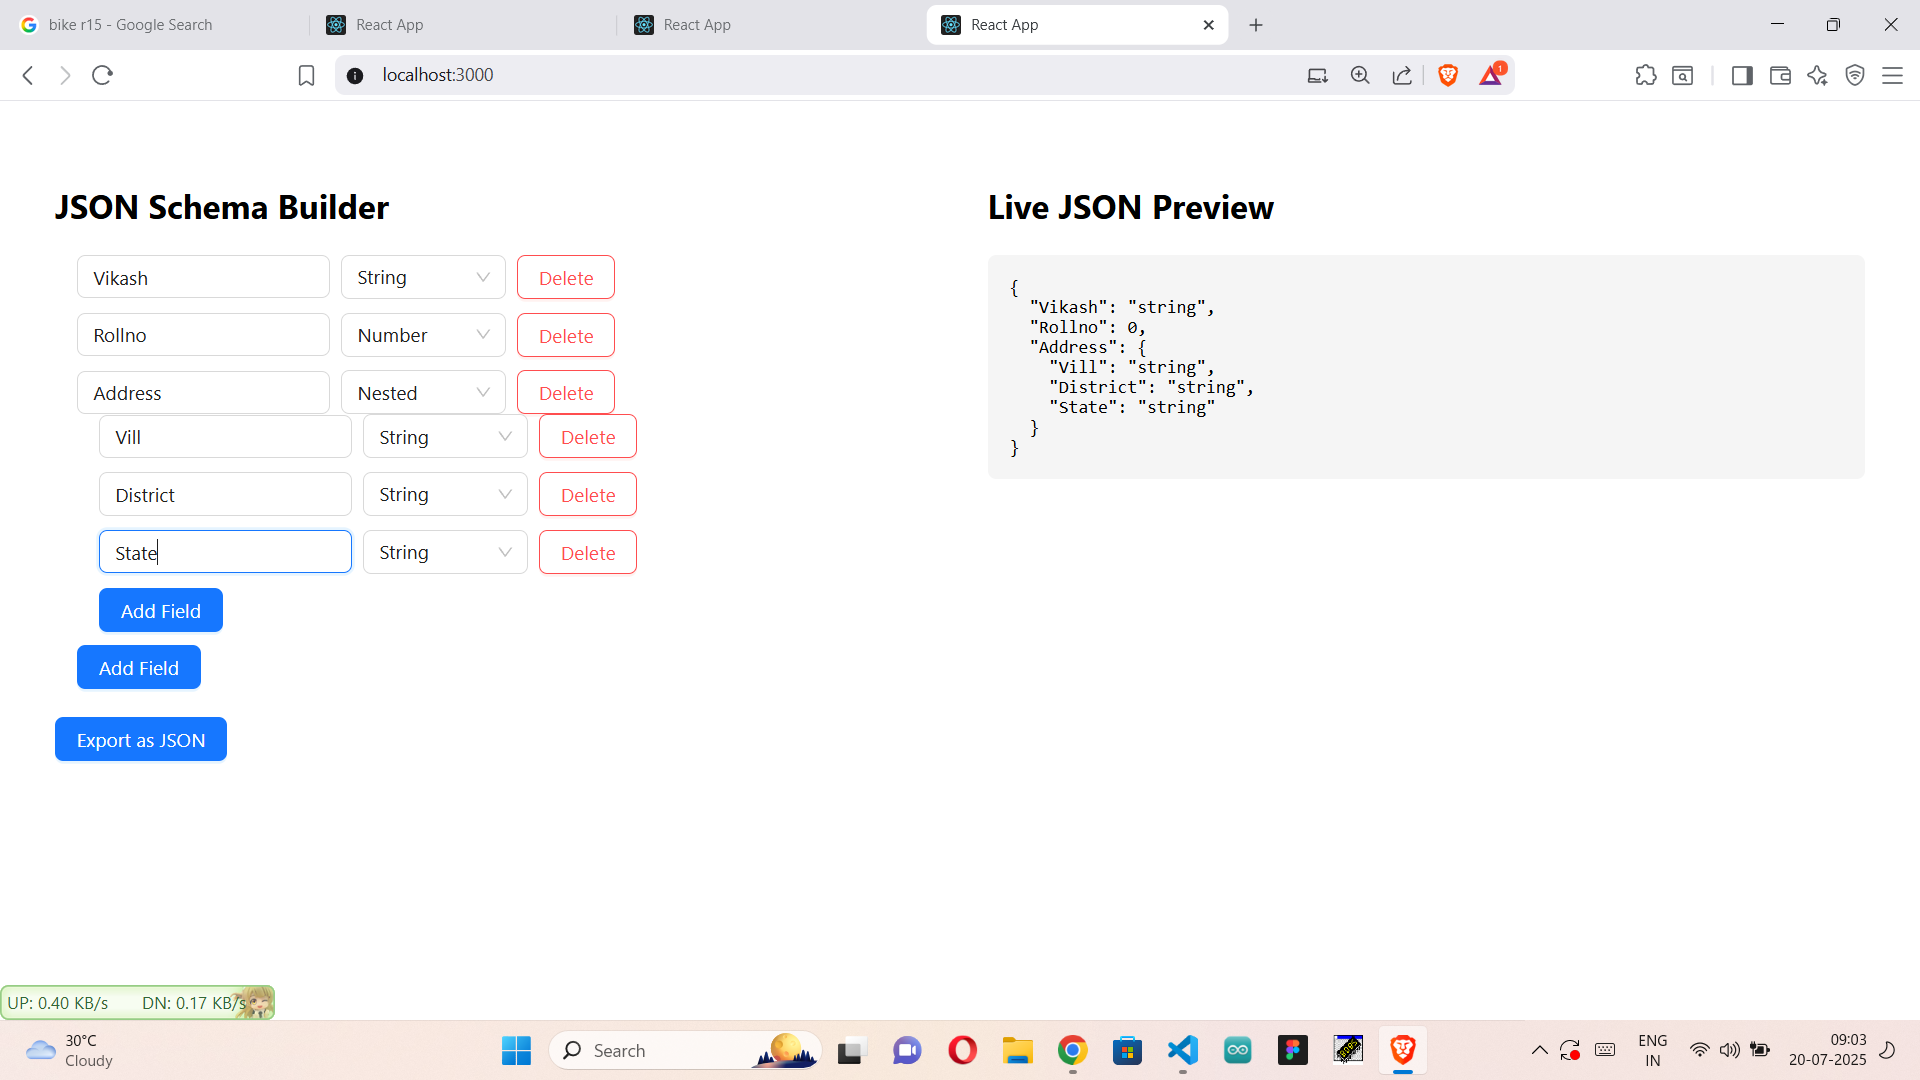 bike r15 - Google Search
React App
React App
React App
localhost:3000
1
JSON Schema Builder
Vikash String Delete
Rollno Number Delete
Address Nested Delete
Vill String Delete
District String Delete
State String Delete
Add Field
Add Field
Export as JSON
Live JSON Preview
{
"Vikash": "string",
"Rollno": 0,
"Address": {
"Vill": "string",
"District": "string",
"State": "string"
}
}
UP: 0.40 KB/s DN: 0.17 KB/s
30°C
Cloudy
Search
ENG
IN
09:03
20-07-2025